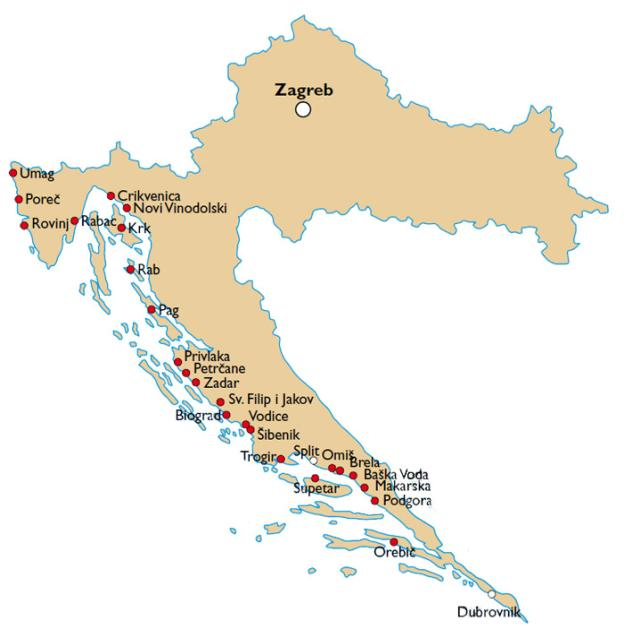 Zagreb
Umag
Poreč
Rovinj
Rabac
Crikvenica
Novi Vinodolski
Krk
Rab
Pag
Privlaka
Petrčane
Zadar
Sv. Filip i Jakov
Biograd
Vodice
Šibenik
Trogir
Split
Omiš
Brela
Baška Voda
Makarska
Supetar
Podgora
Orebič
Dubrovnik